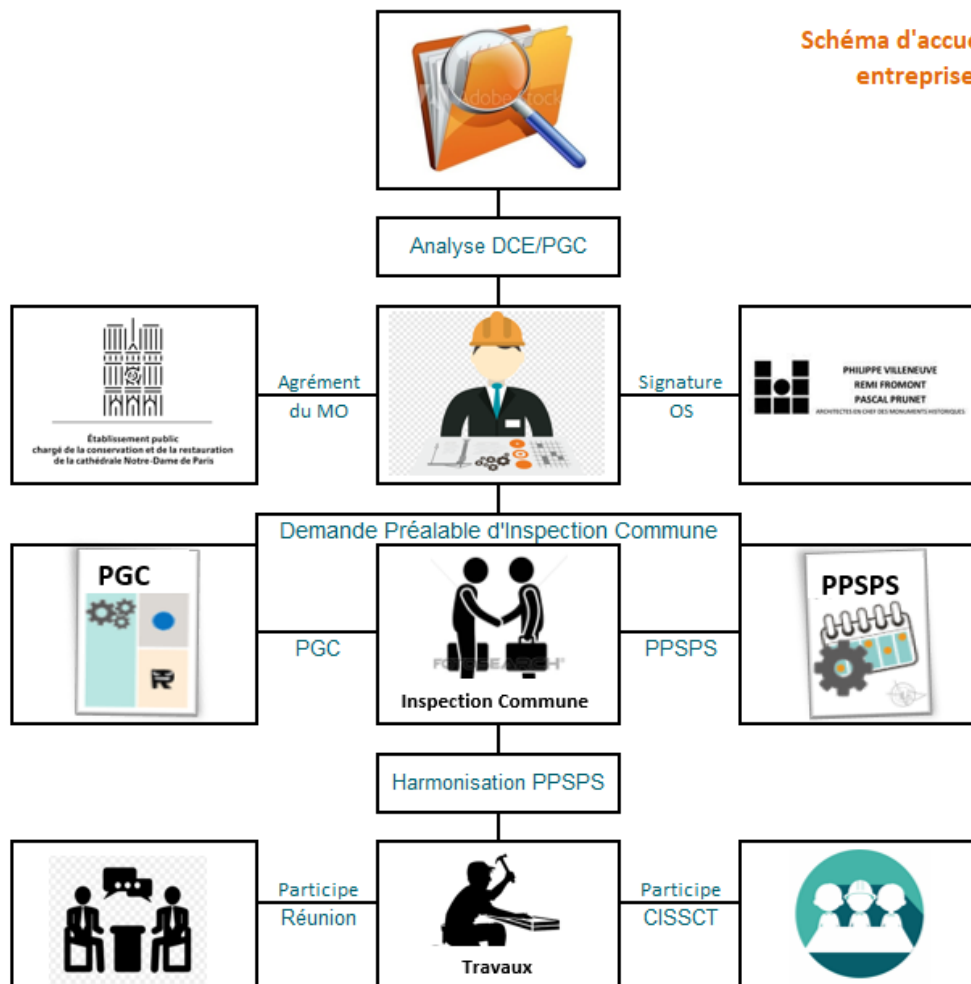 Schéma d'accue
entreprise
Adobe Stock
Analyse DCE/PGC
Établissement public
chargé de la conservation et de la restauration
de la cathédrale Notre-Dame de Paris
Agrément
du MO
Signature
OS
PHILIPPE VILLENEUVE
REMI FROMONT
PASCAL PRUNET
ARCHITECTES EN CHEF DES MONUMENTS HISTORIQUES
Demande Préalable d'Inspection Commune
PGC
R
PGC
FOTOSEARCH®
Inspection Commune
PPSPS
PPSPS
Harmonisation PPSPS
Participe
Réunion
Travaux
Participe
CISSCT